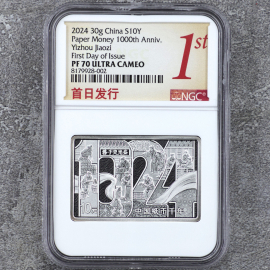 2024 30g China S10Y
Paper Money 1000th Anniv.
Yizhou Jiaozi
First Day of Issue
PF 70 ULTRA CAMEO
8179928-002
1st
首日发行
NGC
1024
中国纸币千年